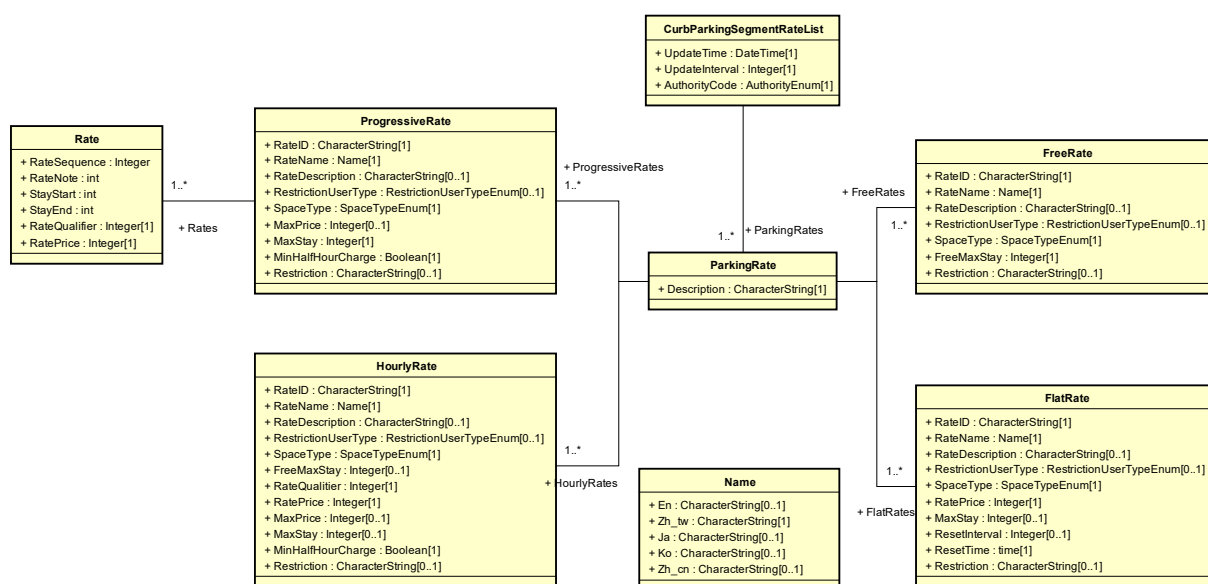 CurbParkingSegmentRateList
+ UpdateTime : DateTime[1]
+ UpdateInterval : Integer[1]
+ AuthorityCode : AuthorityEnum[1]
Rate
+ RateSequence : Integer
+ RateNote : int
+ StayStart : int
+ StayEnd : int
+ RateQualifier : Integer[1]
+ RatePrice : Integer[1]
1..*
+ Rates
ProgressiveRate
+ RateID : CharacterString[1]
+ RateName : Name[1]
+ RateDescription : CharacterString[0..1]
+ RestrictionUserType : RestrictionUserTypeEnum[0..1]
+ SpaceType : SpaceTypeEnum[1]
+ MaxPrice : Integer[0..1]
+ MaxStay : Integer[1]
+ MinHalfHourCharge : Boolean[1]
+ Restriction : CharacterString[0..1]
+ ProgressiveRates
1..*
1..*
+ ParkingRates
ParkingRate
+ Description : CharacterString[1]
+ FreeRates
1..*
FreeRate
+ RateID : CharacterString[1]
+ RateName : Name[1]
+ RateDescription : CharacterString[0..1]
+ RestrictionUserType : RestrictionUserTypeEnum[0..1]
+ SpaceType : SpaceTypeEnum[1]
+ FreeMaxStay : Integer[1]
+ Restriction : CharacterString[0..1]
HourlyRate
+ RateID : CharacterString[1]
+ RateName : Name[1]
+ RateDescription : CharacterString[0..1]
+ RestrictionUserType : RestrictionUserTypeEnum[0..1]
+ SpaceType : SpaceTypeEnum[1]
+ FreeMaxStay : Integer[0..1]
+ RateQualitier : Integer[1]
+ RatePrice : Integer[1]
+ MaxPrice : Integer[0..1]
+ MaxStay : Integer[0..1]
+ MinHalfHourCharge : Boolean[1]
+ Restriction : CharacterString[0..1]
1..*
+ HourlyRates
Name
+ En : CharacterString[0..1]
+ Zh_tw : CharacterString[1]
+ Ja : CharacterString[0..1]
+ Ko : CharacterString[0..1]
+ Zh_cn : CharacterString[0..1]
1..*
+ FlatRates
FlatRate
+ RateID : CharacterString[1]
+ RateName : Name[1]
+ RateDescription : CharacterString[0..1]
+ RestrictionUserType : RestrictionUserTypeEnum[0..1]
+ SpaceType : SpaceTypeEnum[1]
+ RatePrice : Integer[1]
+ MaxStay : Integer[0..1]
+ ResetInterval : Integer[0..1]
+ ResetTime : time[1]
+ Restriction : CharacterString[0..1]